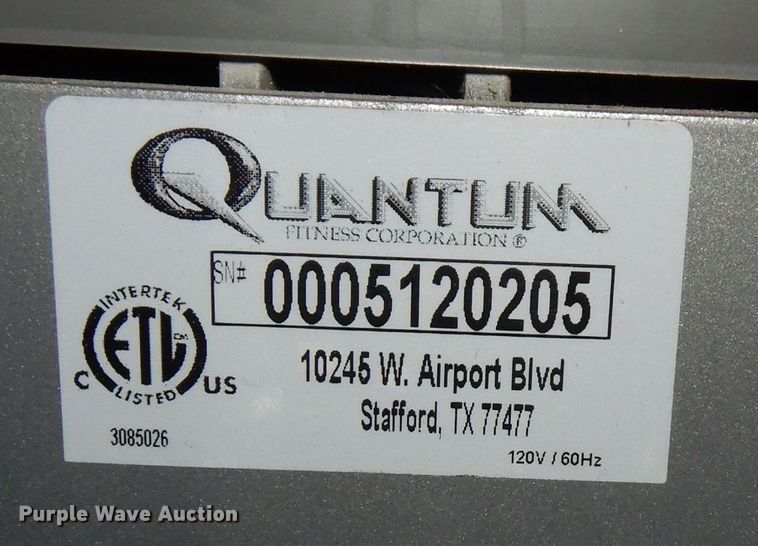 QUANTUM
FITNESS CORPORATION ®
SN# 0005120205
10245 W. Airport Blvd
Stafford, TX 77477
120V / 60Hz
INTERTEK
ETL CM
LISTED
C US
3085026
Purple Wave Auction